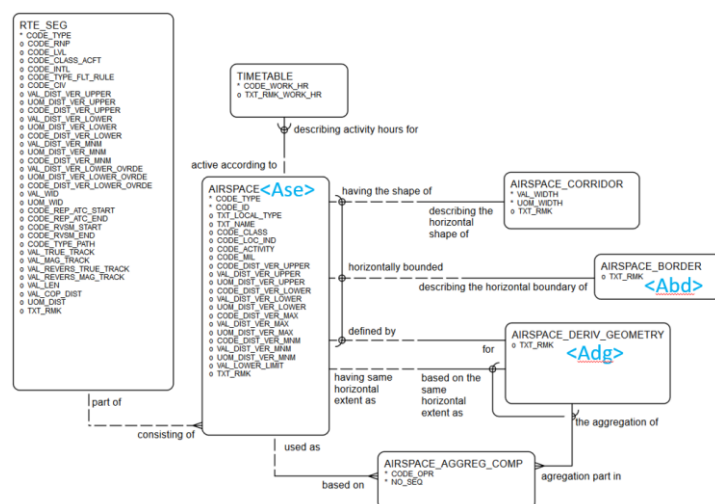 RTE_SEG
* CODE_TYPE
o CODE_RNP
o CODE_LVL
o CODE_CLASS_ACFT
o CODE_INTL
o CODE_TYPE_FLT_RULE
o CODE_CIV
o VAL_DIST_VER_UPPER
o UOM_DIST_VER_UPPER
o CODE_DIST_VER_UPPER
o VAL_DIST_VER_LOWER
o UOM_DIST_VER_LOWER
o CODE_DIST_VER_LOWER
o VAL_DIST_VER_MNM
o UOM_DIST_VER_MNM
o CODE_DIST_VER_MNM
o VAL_DIST_VER_LOWER_OVRDE
o UOM_DIST_VER_LOWER_OVRDE
o CODE_DIST_VER_LOWER_OVRDE
o VAL_WID
o UOM_WID
o CODE_REP_ATC_START
o CODE_REP_ATC_END
o CODE_RVSM_START
o CODE_RVSM_END
o CODE_TYPE_PATH
o VAL_TRUE_TRACK
o VAL_MAG_TRACK
o VAL_REVERS_TRUE_TRACK
o VAL_REVERS_MAG_TRACK
o VAL_LEN
o VAL_COP_DIST
o UOM_DIST
o TXT_RMK
part of
consisting of
TIMETABLE
* CODE_WORK_HR
o TXT_RMK_WORK_HR
describing activity hours for
active according to
AIRSPACE <Ase>
* CODE_TYPE
* CODE_ID
o TXT_LOCAL_TYPE
o TXT_NAME
o CODE_CLASS
o CODE_LOC_IND
o CODE_ACTIVITY
o CODE_MIL
o CODE_DIST_VER_UPPER
o VAL_DIST_VER_UPPER
o UOM_DIST_VER_UPPER
o CODE_DIST_VER_LOWER
o VAL_DIST_VER_LOWER
o UOM_DIST_VER_LOWER
o CODE_DIST_VER_MAX
o VAL_DIST_VER_MAX
o UOM_DIST_VER_MAX
o CODE_DIST_VER_MNM
o VAL_DIST_VER_MNM
o UOM_DIST_VER_MNM
o VAL_LOWER_LIMIT
o TXT_RMK
having the shape of
describing the
horizontal
shape of
AIRSPACE_CORRIDOR
* VAL_WIDTH
* UOM_WIDTH
o TXT_RMK
horizontally bounded
describing the horizontal boundary of
AIRSPACE_BORDER
o TXT_RMK
<Abd>
defined by
for
AIRSPACE_DERIV_GEOMETRY
o TXT_RMK
<Adg>
having same
horizontal
extent as
based on the
same
horizontal
extent as
the aggregation of
used as
based on
AIRSPACE_AGGREG_COMP
* CODE_OPR
* NO_SEQ
agregation part in